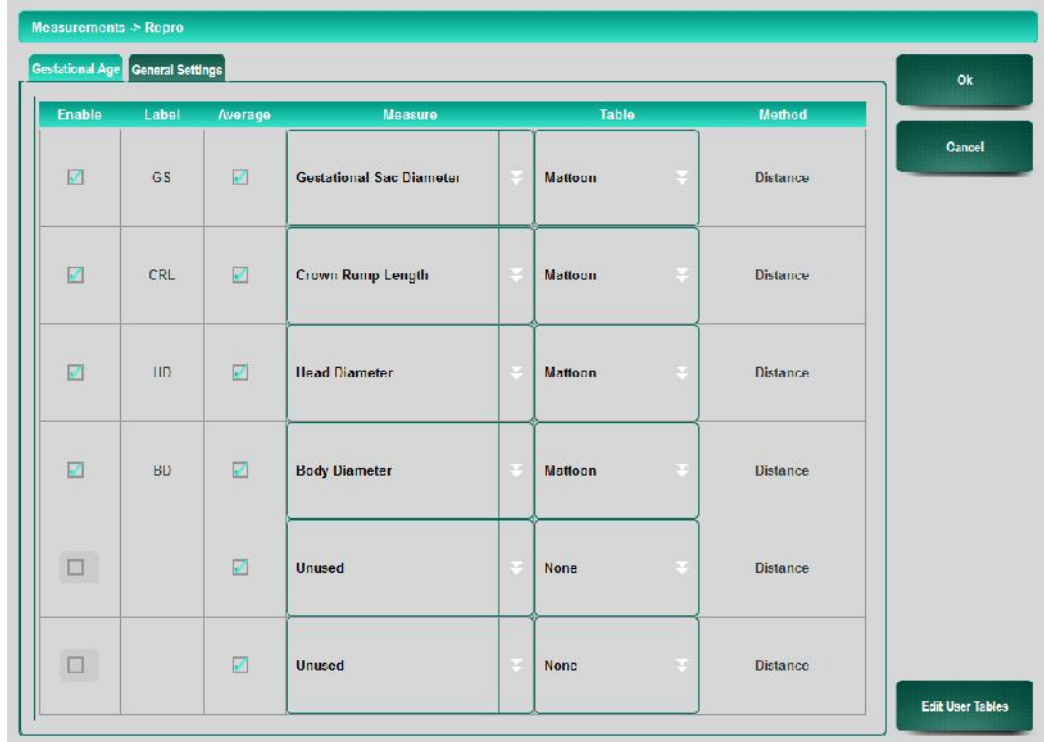 Measurements -> Repro
Gestational Age General Settings
Ok
Cancel
Enable Label Average Measure Table Method
GS Gestational Sac Diameter Mattoon Distance
CRL Crown Rump Length Mattoon Distance
HD Head Diameter Mattoon Distance
BD Body Diameter Mattoon Distance
Unused None Distance
Unused None Distance
Edit User Tables